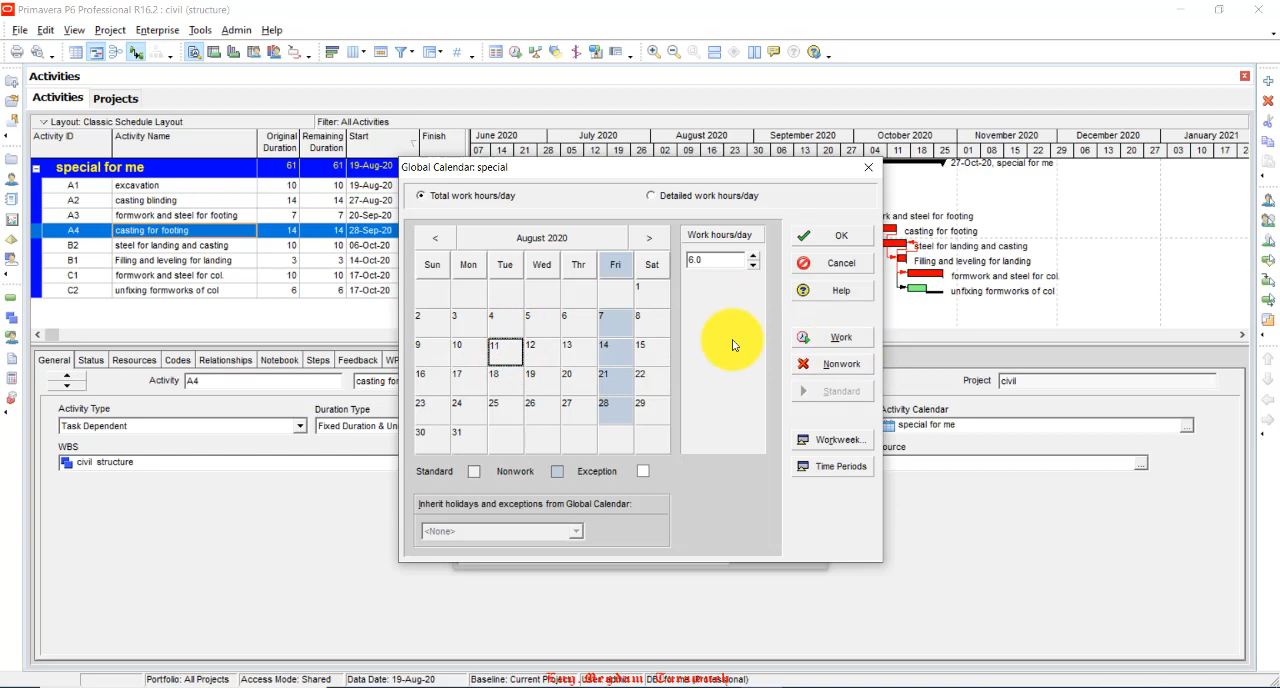 Primavera P6 Professional R16.2 : civil (structure)
File Edit View Project Enterprise Tools Admin Help
Activities
Activities Projects
Layout: Classic Schedule Layout Filter: All Activities
Activity ID Activity Name Original Duration Remaining Duration Start Finish
June 2020 July 2020 August 2020 September 2020 October 2020 November 2020 December 2020 January 2021
07 14 21 28 05 12 19 26 02 09 16 23 30 06 13 20 27 04 11 18 25 01 08 15 22 29 06 13 20 27 03 10 17 2
special for me 61 61 19-Aug-20 27-Oct-20, special for me
A1 excavation 10 10 19-Aug-20
A2 casting blinding 14 14 27-Aug-20
A3 formwork and steel for footing 7 7 20-Sep-20 rk and steel for footing
A4 casting for footing 14 14 28-Sep-20 casting for footing
B2 steel for landing and casting 10 10 06-Oct-20 steel for landing and casting
B1 Filling and leveling for landing 3 3 14-Oct-20 Filling and leveling for landing
C1 formwork and steel for col. 10 10 17-Oct-20 formwork and steel for col.
C2 unfixing formworks of col 6 6 17-Oct-20 unfixing formworks of col
Global Calendar: special
Total work hours/day Detailed work hours/day
< August 2020 > Work hours/day
6.0
Sun Mon Tue Wed Thr Fri Sat
1
2 3 4 5 6 7 8
9 10 11 12 13 14 15
16 17 18 19 20 21 22
23 24 25 26 27 28 29
30 31
Standard Nonwork Exception
Inherit holidays and exceptions from Global Calendar:
<None>
OK
Cancel
Help
Work
Nonwork
Standard
Workweek...
Time Periods
General Status Resources Codes Relationships Notebook Steps Feedback WP
Activity A4 casting for Project civil
Activity Type Duration Type Activity Calendar
Task Dependent Fixed Duration & Un special for me ...
WBS ource
civil structure ...
Portfolio: All Projects Access Mode: Shared Data Date: 19-Aug-20 Baseline: Current Project